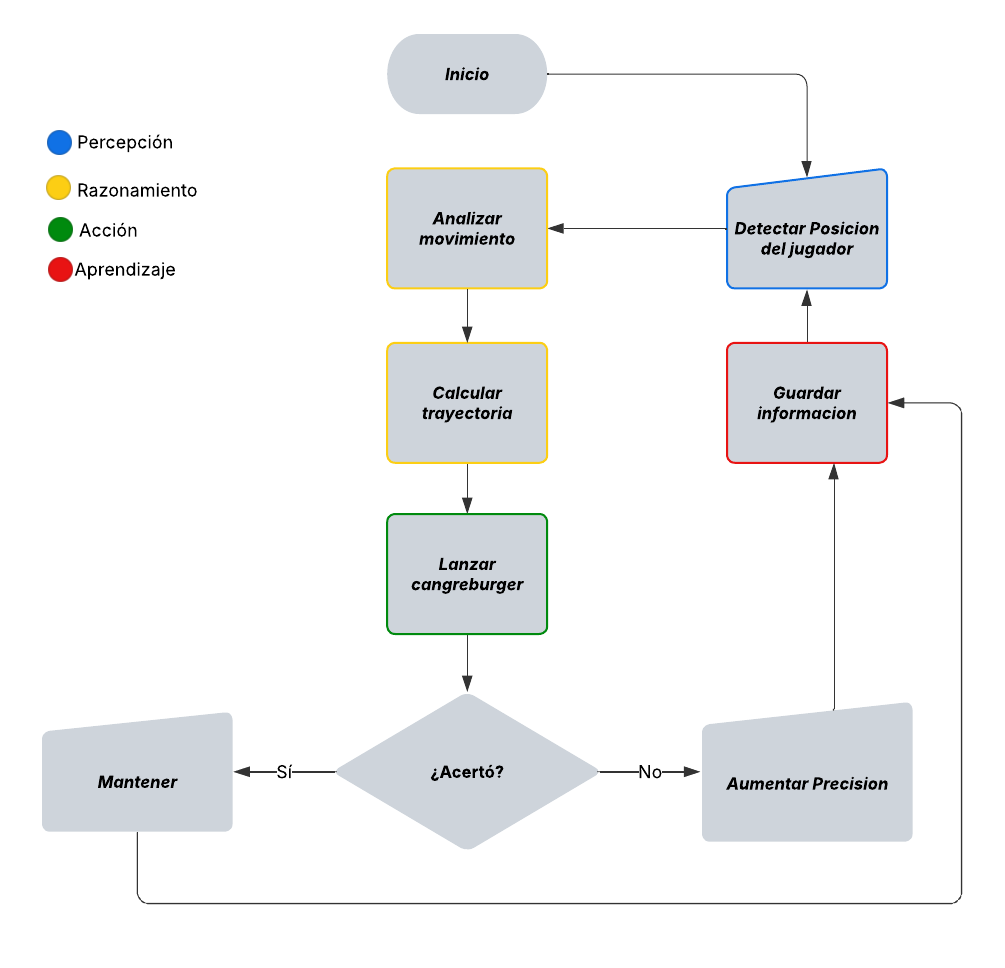 Inicio
Percepción
Razonamiento
Acción
Aprendizaje
Analizar
movimiento
Detectar Posicion
del jugador
Calcular
trayectoria
Guardar
informacion
Lanzar
cangreburger
¿Acertó?
Sí
No
Mantener
Aumentar Precision